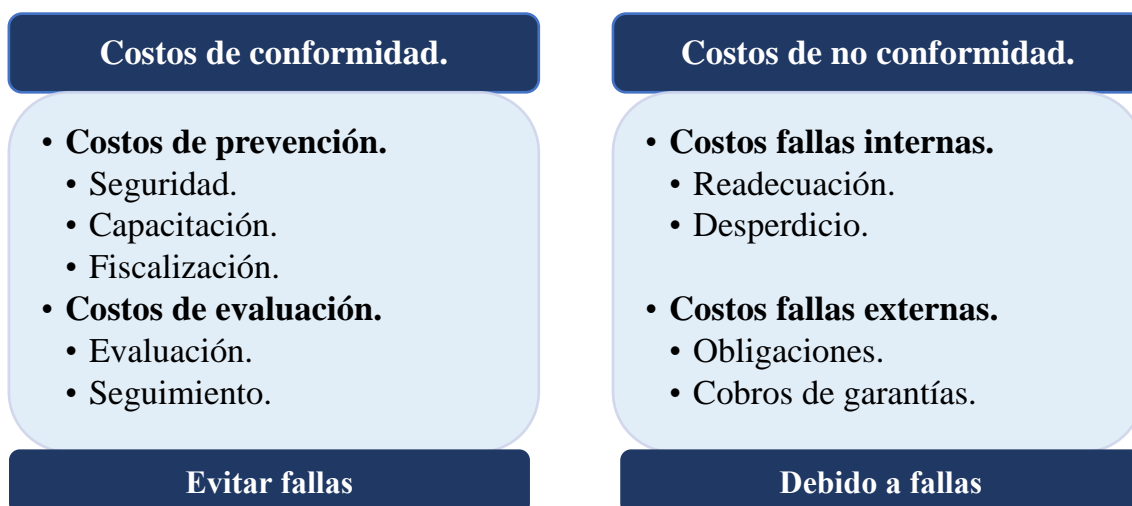 Costos de conformidad.
• Costos de prevención.
• Seguridad.
• Capacitación.
• Fiscalización.
• Costos de evaluación.
• Evaluación.
• Seguimiento.
Evitar fallas
Costos de no conformidad.
• Costos fallas internas.
• Readecuación.
• Desperdicio.
• Costos fallas externas.
• Obligaciones.
• Cobros de garantías.
Debido a fallas